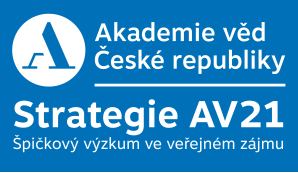 Akademie věd
České republiky
Strategie AV21
Špičkový výzkum ve veřejném zájmu